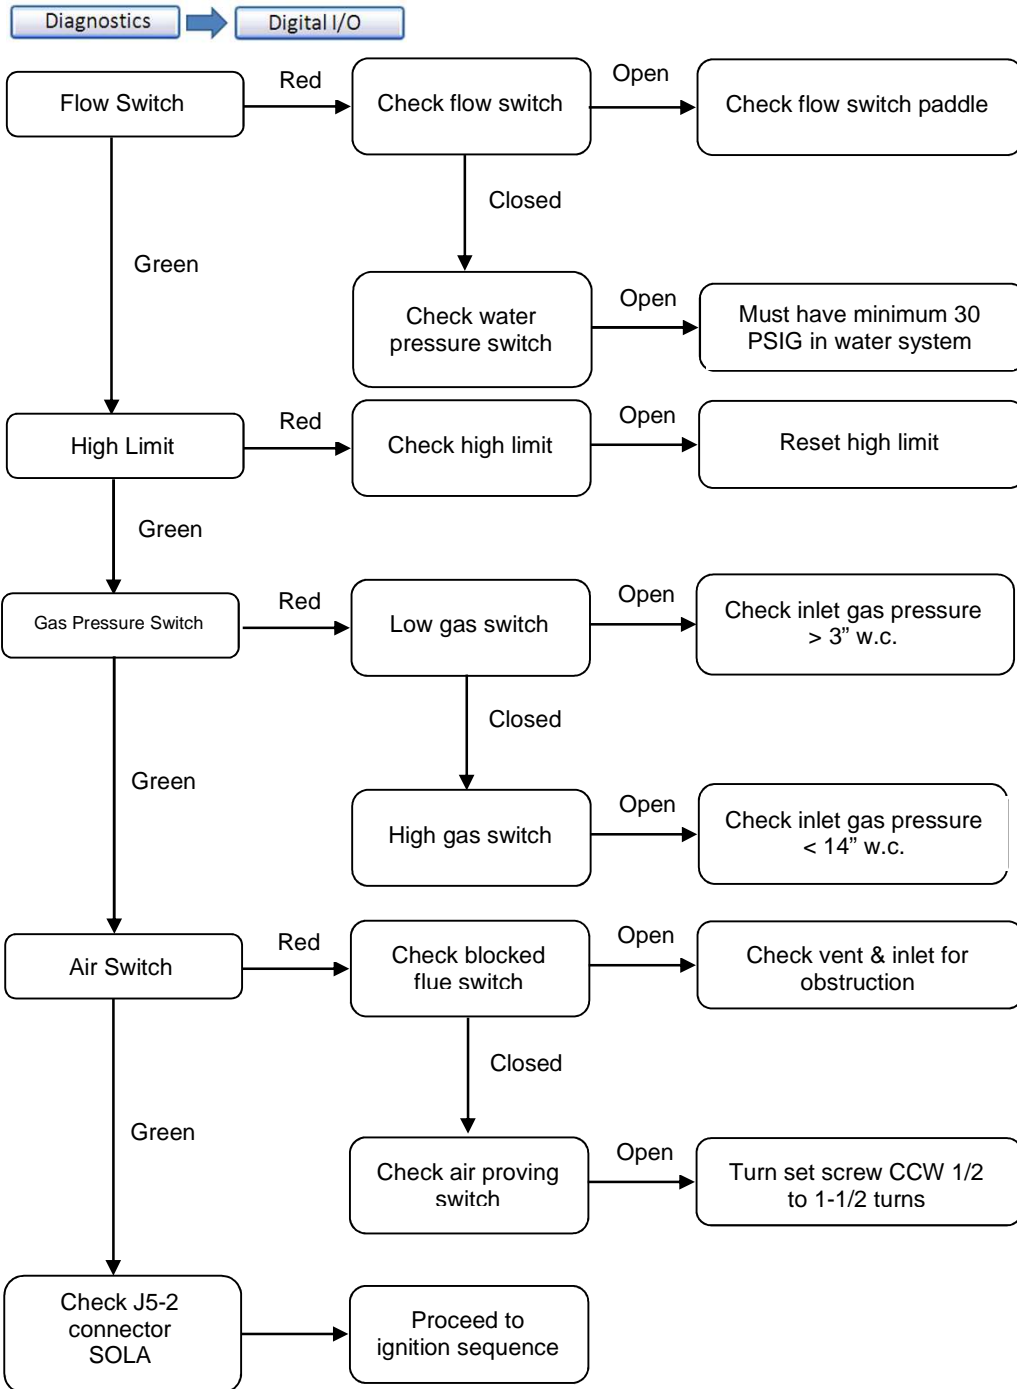 Diagnostics
Digital I/O
Flow Switch
Red
Check flow switch
Open
Check flow switch paddle
Closed
Green
Check water
pressure switch
Open
Must have minimum 30
PSIG in water system
High Limit
Red
Check high limit
Open
Reset high limit
Green
Gas Pressure Switch
Red
Low gas switch
Open
Check inlet gas pressure
> 3” w.c.
Closed
Green
High gas switch
Open
Check inlet gas pressure
< 14” w.c.
Air Switch
Red
Check blocked
flue switch
Open
Check vent & inlet for
obstruction
Closed
Green
Check air proving
switch
Open
Turn set screw CCW 1/2
to 1-1/2 turns
Check J5-2
connector
SOLA
Proceed to
ignition sequence